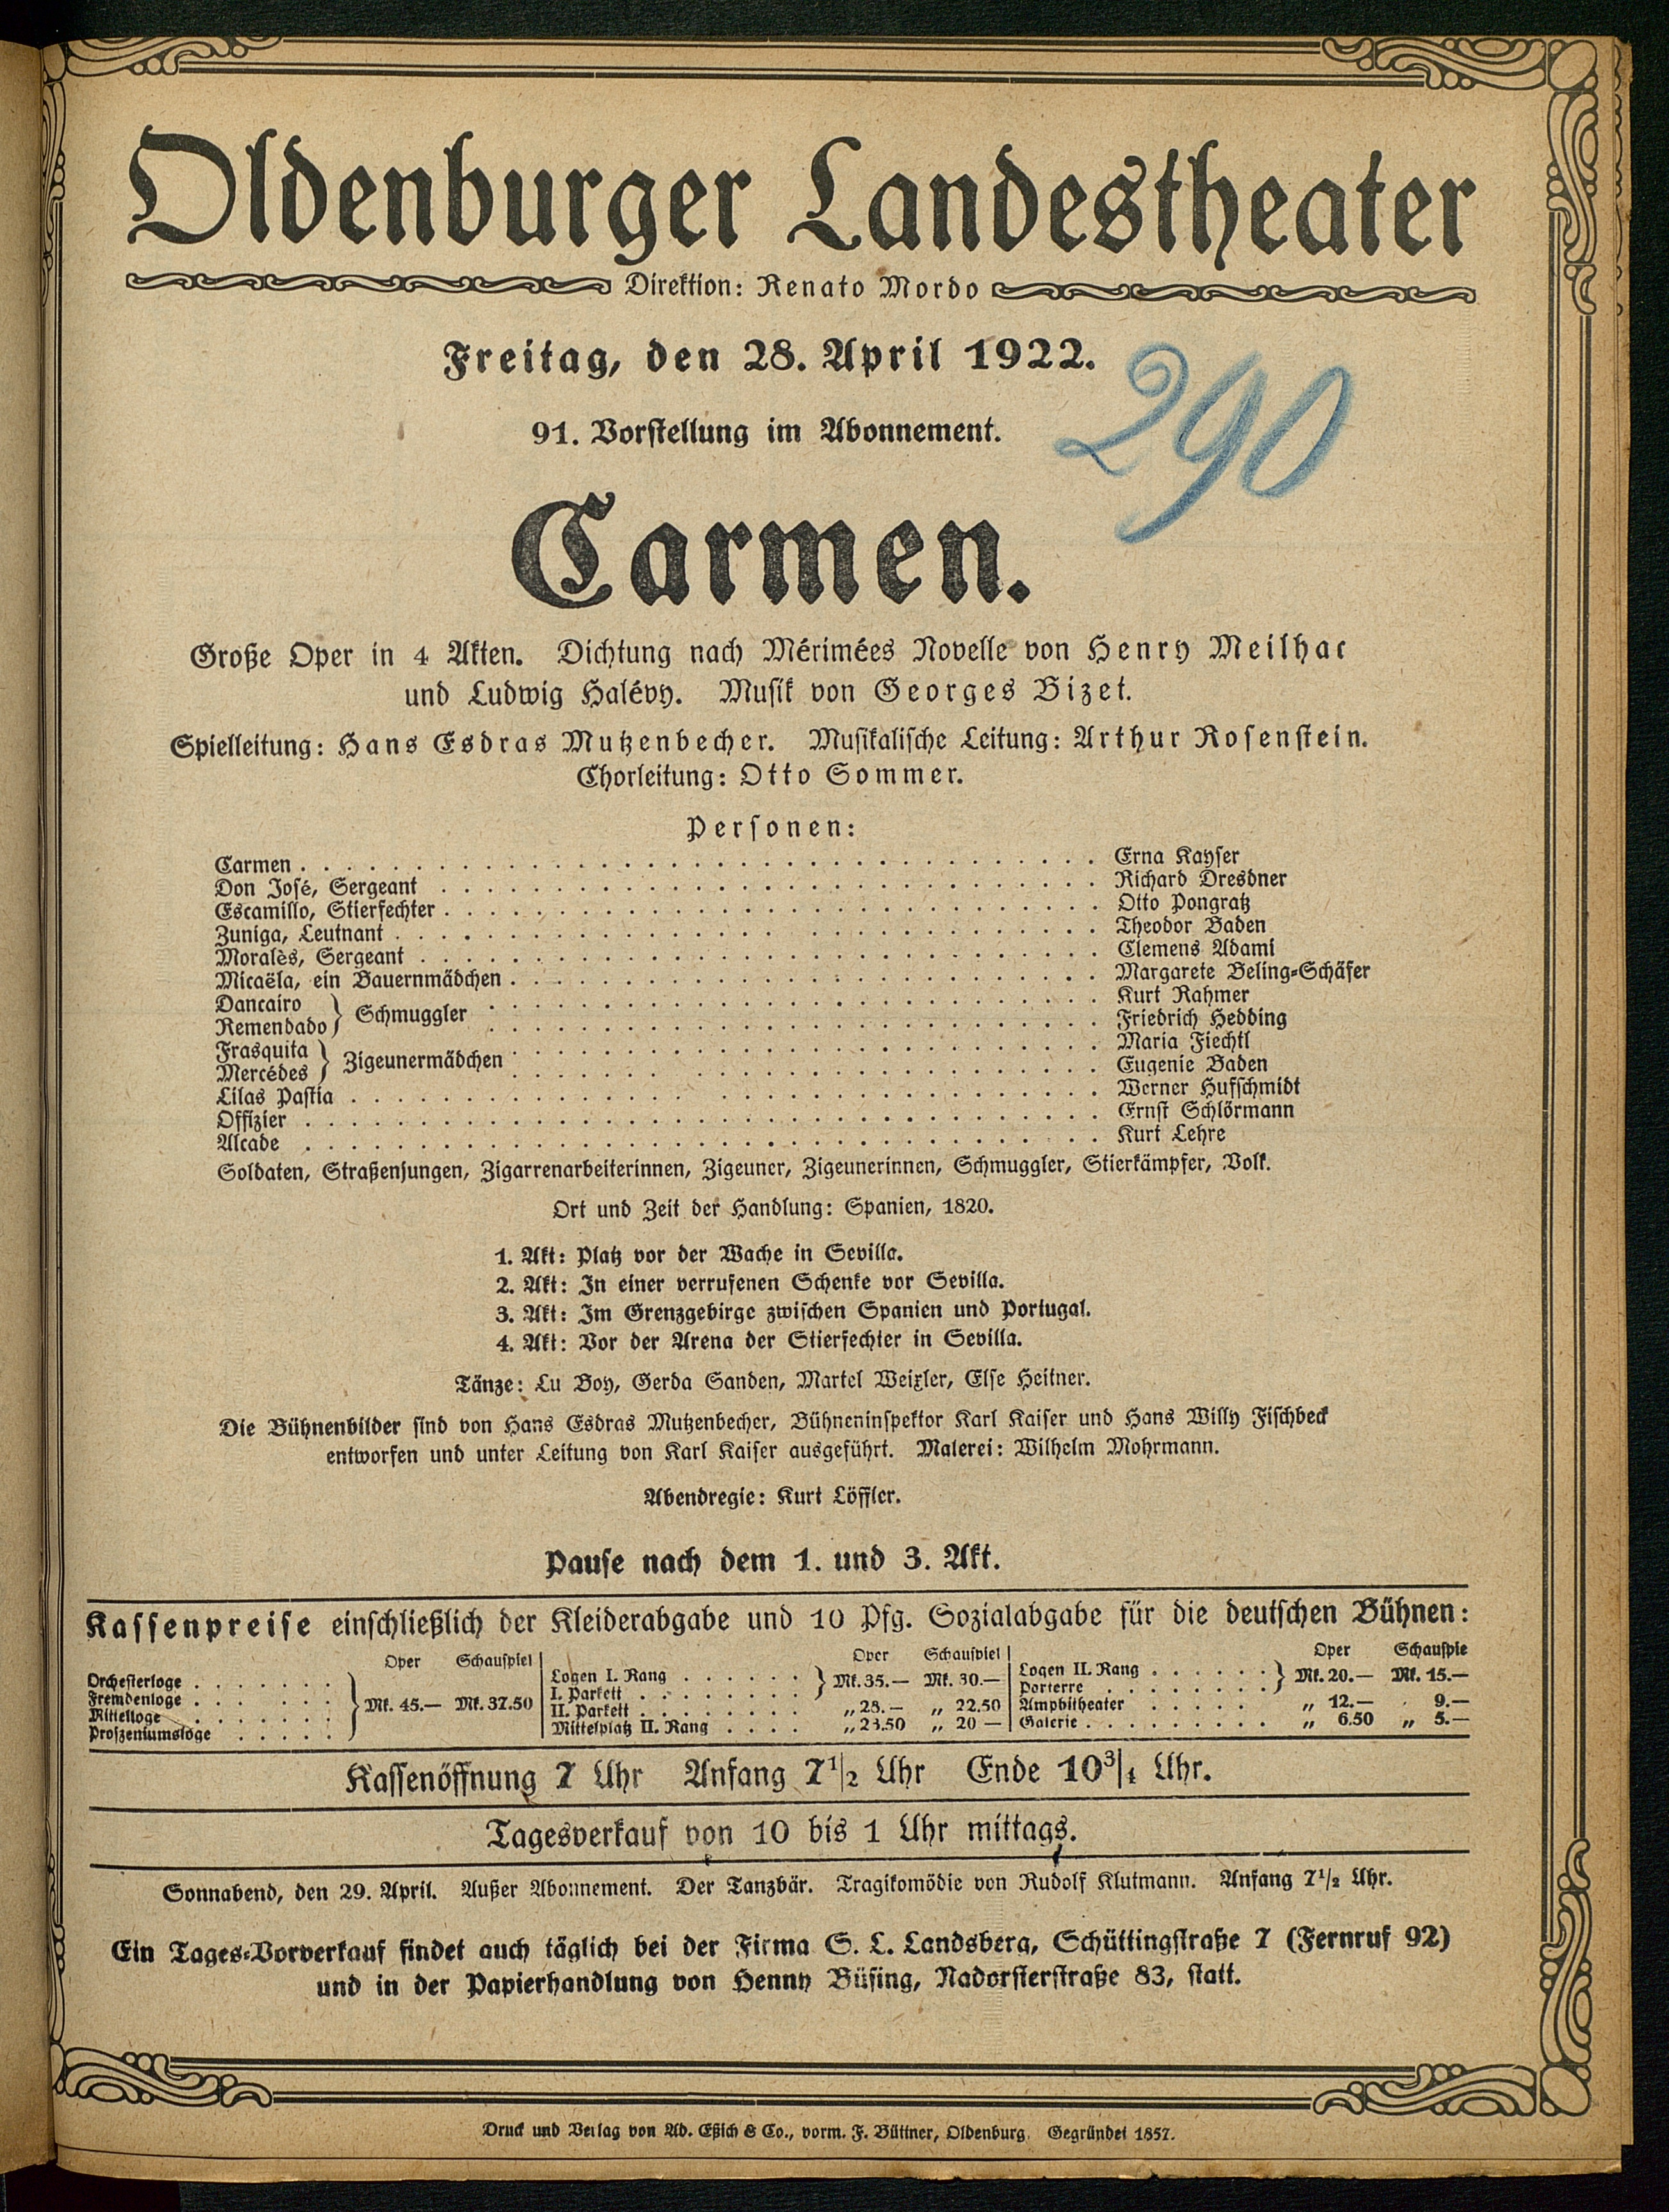 Oldenburger Landestheater
Direktion: Renato Mordo
Freitag, den 28. April 1922.
290
91. Vorstellung im Abonnement.
Carmen.
Große Oper in 4 Akten. Dichtung nach Mérimées Novelle von Henry Meilhac
und Ludwig Halévy. Musik von Georges Bizet.
Spielleitung: Hans Esdras Mutzenbecher. Musikalische Leitung: Arthur Rosenstein.
Chorleitung: Otto Sommer.
Personen:
Carmen . . . . . . . . Erna Kayser
Don José, Sergeant . . . . . . . . Richard Dresdner
Escamillo, Stierfechter . . . . . . . . Otto Pongratz
Zuniga, Leutnant . . . . . . . . Theodor Baden
Moralès, Sergeant . . . . . . . . Clemens Adami
Micaëla, ein Bauernmädchen . . . . . . . . Margarete Beling-Schäfer
Dancairo } Schmuggler . . . . . . . . Kurt Rahmer
Remendado } . . . . . . . . Friedrich Hedding
Frasquita } Zigeunermädchen . . . . . . . . Maria Fiechtl
Mercédes } . . . . . . . . Eugenie Baden
Lilas Pastia . . . . . . . . Werner Hufschmidt
Offizier . . . . . . . . Ernst Schlörmann
Alcade . . . . . . . . Kurt Lehre
Soldaten, Straßenjungen, Zigarrenarbeiterinnen, Zigeuner, Zigeunerinnen, Schmuggler, Stierkämpfer, Volk.
Ort und Zeit der Handlung: Spanien, 1820.
1. Akt: Platz vor der Wache in Sevilla.
2. Akt: In einer verrufenen Schenke vor Sevilla.
3. Akt: Im Grenzgebirge zwischen Spanien und Portugal.
4. Akt: Vor der Arena der Stierfechter in Sevilla.
Tänze: Lu Boy, Gerda Sanden, Martel Weixler, Else Heitner.
Die Bühnenbilder sind von Hans Esdras Mutzenbecher, Bühneninspektor Karl Kaiser und Hans Willy Fischbeck
entworfen und unter Leitung von Karl Kaiser ausgeführt. Malerei: Wilhelm Mohrmann.
Abendregie: Kurt Löffler.
Pause nach dem 1. und 3. Akt.
Kassenpreise einschließlich der Kleiderabgabe und 10 Pfg. Sozialabgabe für die deutschen Bühnen:
Oper Schauspiel
Orchesterloge . . . . . .
Fremdenloge . . . . . .
Mittelloge . . . . . .
Proszeniumsloge . . . . .
} Mk. 45.— Mk. 37.50
Oper Schauspiel
Logen I. Rang . . . . . .
I. Parkett . . . . . . . .
} Mk. 35.— Mk. 30.—
II. Parkett . . . . . . . . „ 28.— „ 22.50
Mittelplatz II. Rang . . . . „ 23.50 „ 20 —
Oper Schauspie
Logen II. Rang . . . . . .
Parterre . . . . . . . .
} Mk. 20.— Mk. 15.—
Amphitheater . . . . . „ 12.— 9.—
Galerie . . . . . . . . . „ 6.50 „ 5.—
Kassenöffnung 7 Uhr Anfang 7 1/2 Uhr Ende 10 3/4 Uhr.
Tagesverkauf von 10 bis 1 Uhr mittags.
Sonnabend, den 29. April. Außer Abonnement. Der Tanzbär. Tragikomödie von Rudolf Klutmann. Anfang 7 1/2 Uhr.
Ein Tages-Vorverkauf findet auch täglich bei der Firma S. L. Landsberg, Schüttingstraße 7 (Fernruf 92)
und in der Papierhandlung von Henny Büsing, Nadorsterstraße 83, statt.
Druck und Verlag von Ad. Eßich & Co., vorm. F. Büttner, Oldenburg. Gegründet 1857.